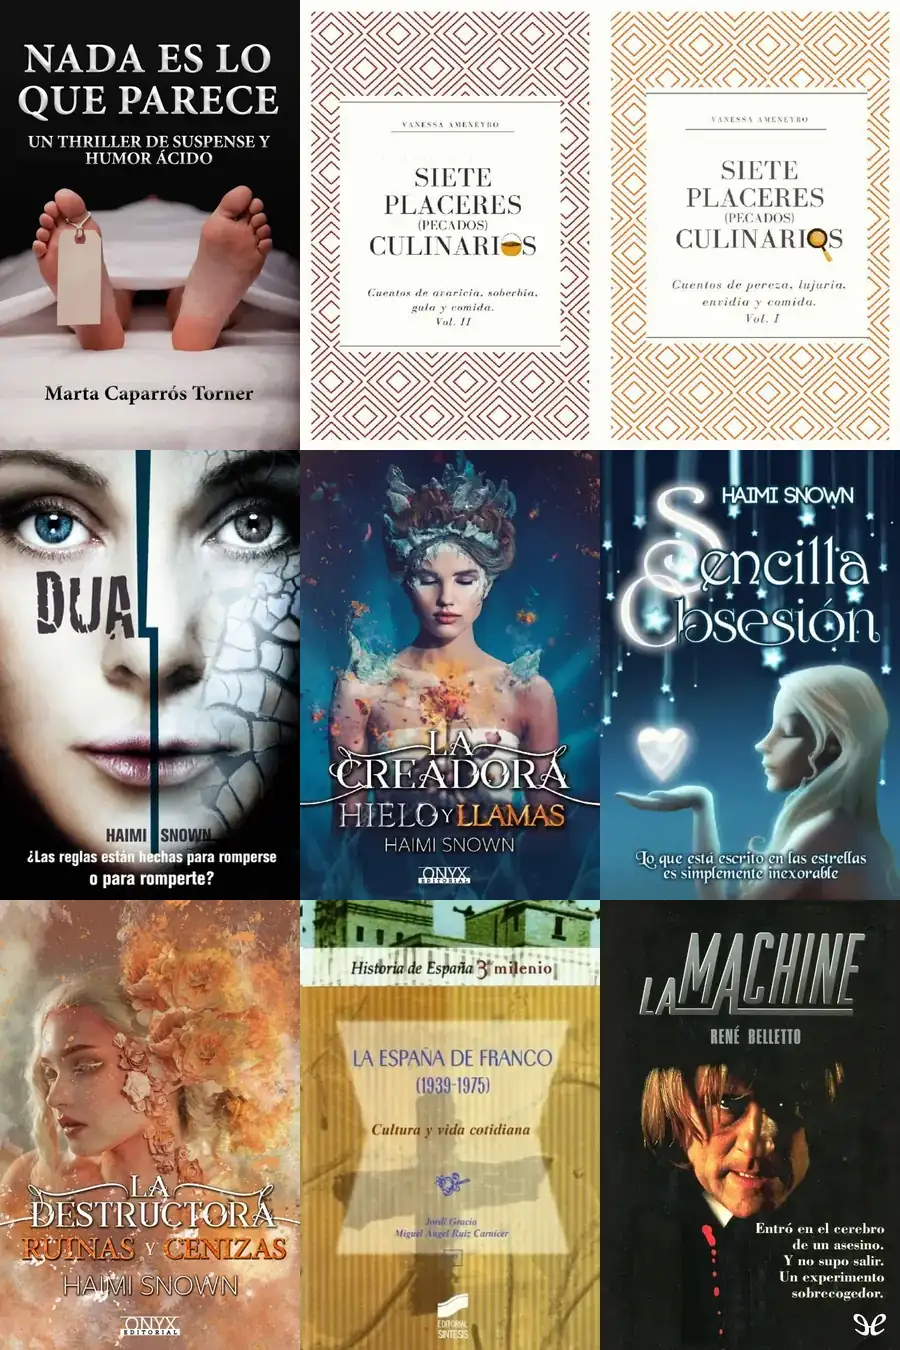 NADA ES LO
QUE PARECE
UN THRILLER DE SUSPENSE Y
HUMOR ÁCIDO
Marta Caparrós Torner
VANESSA AMENEYRO
SIETE
PLACERES
(PECADOS)
CULINARIOS
Cuentos de avaricia, soberbia,
gula y comida.
Vol. II
VANESSA AMENEYRO
SIETE
PLACERES
(PECADOS)
CULINARIOS
Cuentos de pereza, lujuria,
envidia y comida.
Vol. I
DUAL
HAIMI SNOWN
¿Las reglas están hechas para romperse
o para romperte?
LA
CREADORA
HIELO Y LLAMAS
HAIMI SNOWN
ONYX
EDITORIAL
HAIMI SNOWN
Sencilla
Obsesión
Lo que está escrito en las estrellas
es simplemente inexorable
LA
DESTRUCTORA
RUINAS Y CENIZAS
HAIMI SNOWN
ONYX
EDITORIAL
Historia de España 3er milenio
LA ESPAÑA DE FRANCO
(1939-1975)
Cultura y vida cotidiana
Jordi Gracia
Miguel Ángel Ruiz Carnicer
EDITORIAL
SINTESIS
LA MACHINE
RENÉ BELLETTO
Entró en el cerebro
de un asesino.
Y no supo salir.
Un experimento
sobrecogedor.